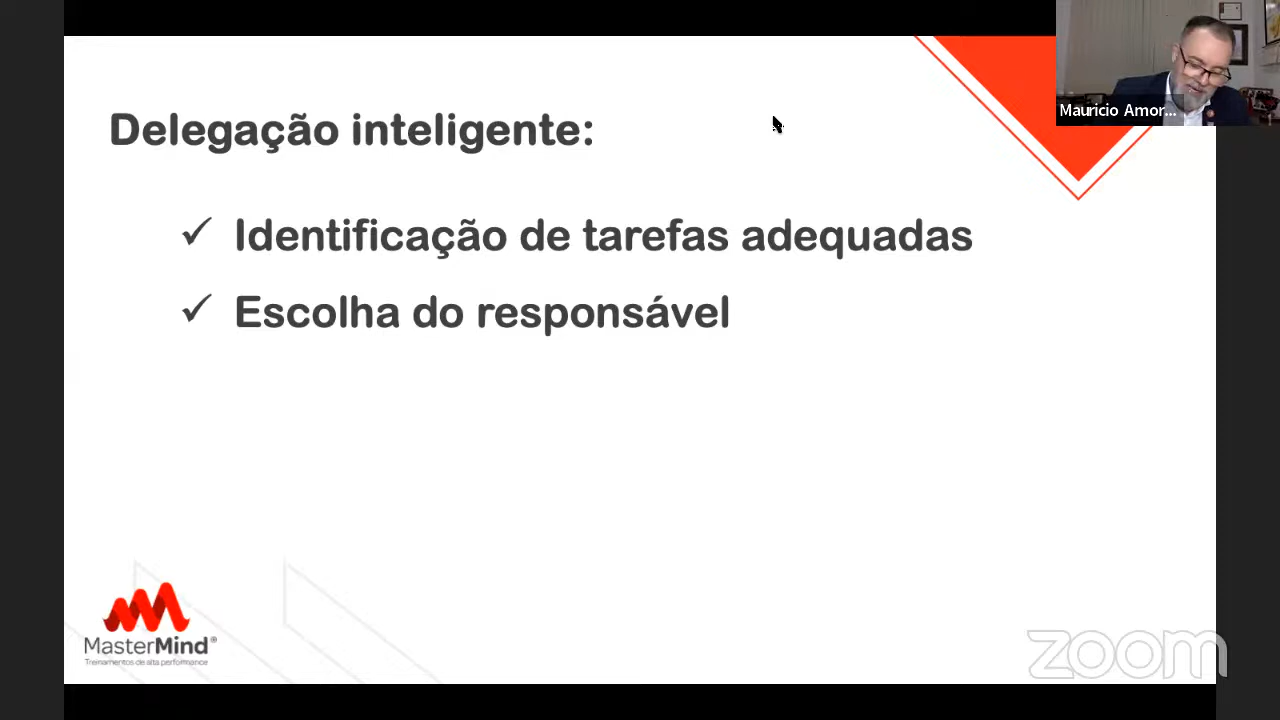 Mauricio Amor...
Delegação inteligente:
✓ Identificação de tarefas adequadas
✓ Escolha do responsável
MasterMind®
Treinamentos de alta performance
zoom